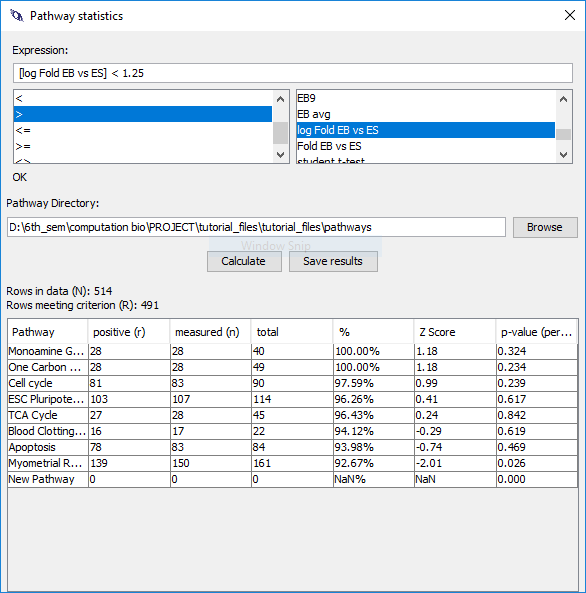 Pathway statistics
Expression:
[log Fold EB vs ES] < 1.25
< EB9
> EB avg
<= log Fold EB vs ES
>= Fold EB vs ES
<> student t-test
OK
Pathway Directory:
D:\6th_sem\computation bio\PROJECT\tutorial_files\tutorial_files\pathways Browse
Window Snip
Calculate Save results
Rows in data (N): 514
Rows meeting criterion (R): 491
Pathway positive (r) measured (n) total % Z Score p-value (per...
Monoamine G... 28 28 40 100.00% 1.18 0.324
One Carbon ... 28 28 49 100.00% 1.18 0.234
Cell cycle 81 83 90 97.59% 0.99 0.239
ESC Pluripote... 103 107 114 96.26% 0.41 0.617
TCA Cycle 27 28 45 96.43% 0.24 0.842
Blood Clotting... 16 17 22 94.12% -0.29 0.619
Apoptosis 78 83 84 93.98% -0.74 0.469
Myometrial R... 139 150 161 92.67% -2.01 0.026
New Pathway 0 0 0 NaN% NaN 0.000